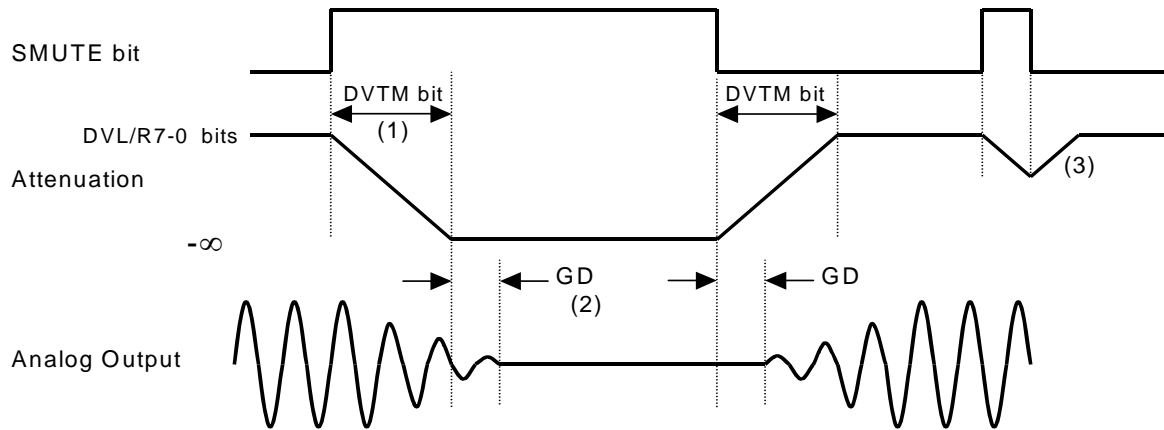 SMUTE bit
DVTM bit
DVTM bit
(1)
DVL/R7-0 bits
(3)
Attenuation
-∞
GD
GD
(2)
Analog Output